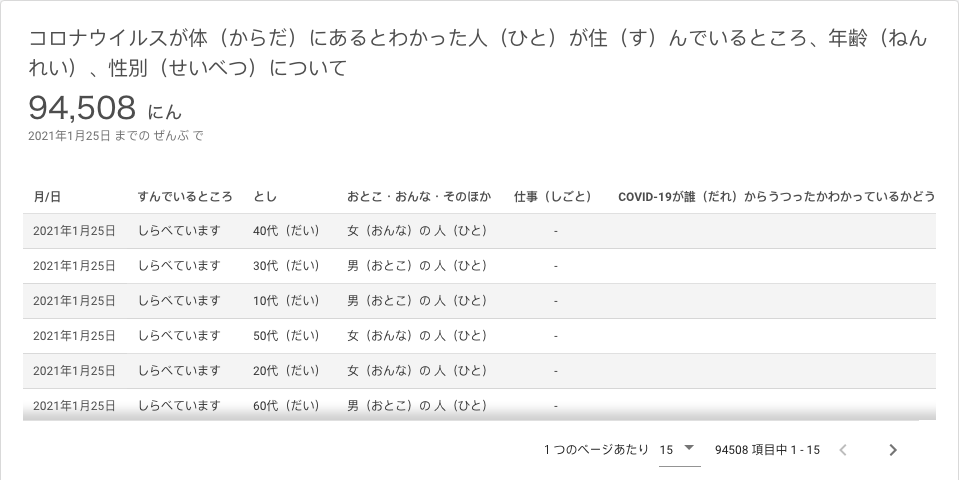 コロナウイルスが体（からだ）にあるとわかった人（ひと）が住（す）んでいるところ、年齢（ねん
れい）、性別（せいべつ）について
94,508 にん
2021年1月25日 までの ぜんぶ で
月/日 すんでいるところ とし おとこ・おんな・そのほか 仕事（しごと） COVID-19が誰（だれ）からうつったかわかっているかどう
2021年1月25日 しらべています 40代（だい） 女（おんな）の 人（ひと） -
2021年1月25日 しらべています 30代（だい） 男（おとこ）の 人（ひと） -
2021年1月25日 しらべています 10代（だい） 男（おとこ）の 人（ひと） -
2021年1月25日 しらべています 50代（だい） 女（おんな）の 人（ひと） -
2021年1月25日 しらべています 20代（だい） 女（おんな）の 人（ひと） -
2021年1月25日 しらべています 60代（だい） 男（おとこ）の 人（ひと） -
1 つのページあたり 15 94508 項目中 1 - 15